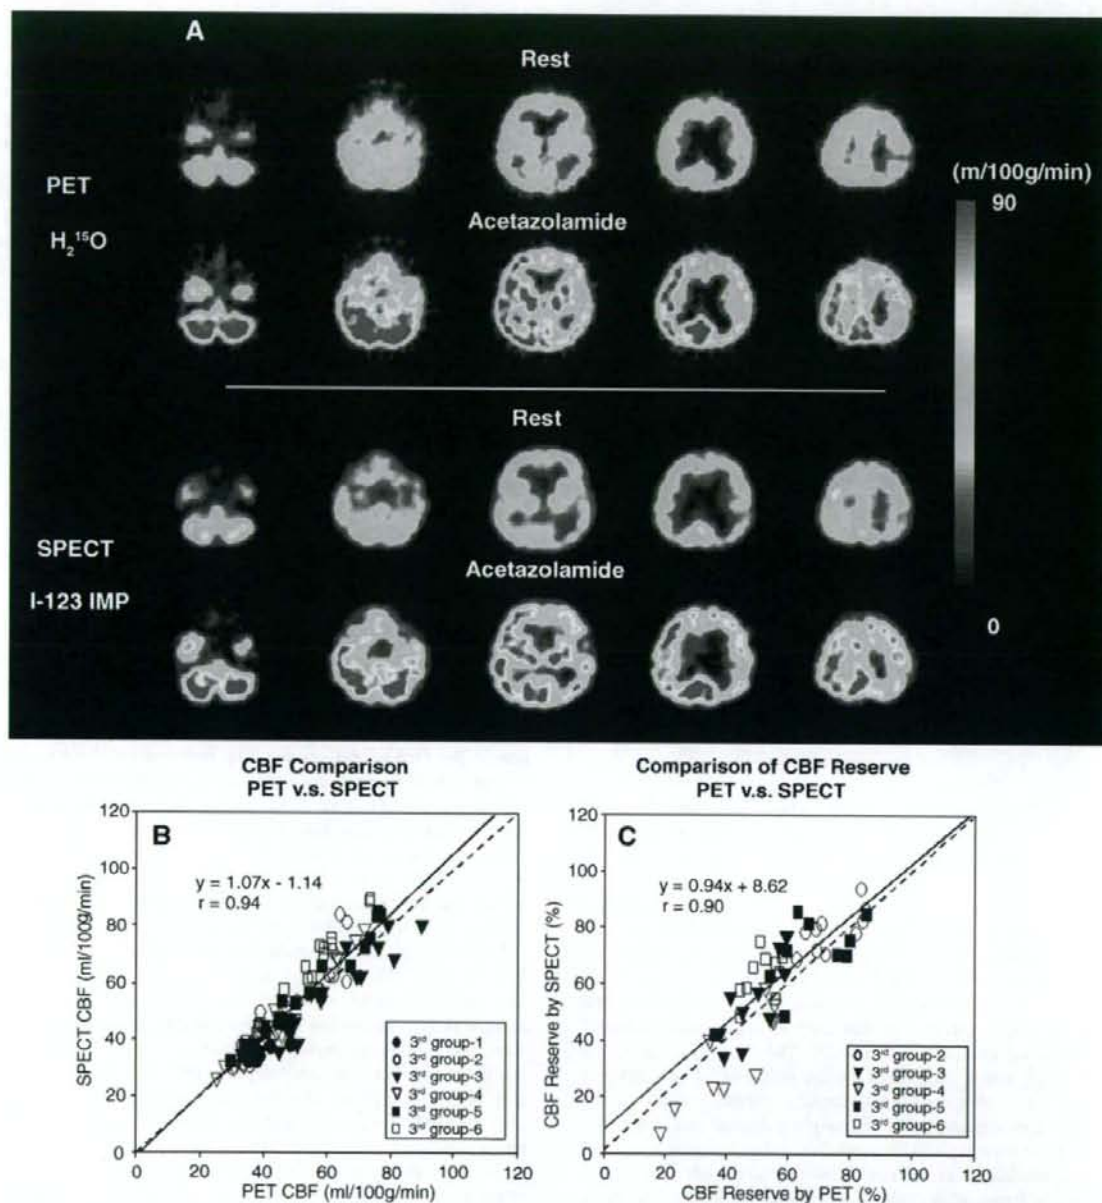 A
Rest
PET
H₂¹⁵O
(m/100g/min)
90
Acetazolamide
Rest
SPECT
I-123 IMP
Acetazolamide
0
CBF Comparison
PET v.s. SPECT
B
y = 1.07x - 1.14
r = 0.94
SPECT CBF (ml/100g/min)
120
100
80
60
40
20
0
3rd group-1
3rd group-2
3rd group-3
3rd group-4
3rd group-5
3rd group-6
0 20 40 60 80 100 120
PET CBF (ml/100g/min)
Comparison of CBF Reserve
PET v.s. SPECT
C
y = 0.94x + 8.62
r = 0.90
CBF Reserve by SPECT (%)
120
100
80
60
40
20
0
3rd group-2
3rd group-3
3rd group-4
3rd group-5
3rd group-6
0 20 40 60 80 100 120
CBF Reserve by PET (%)